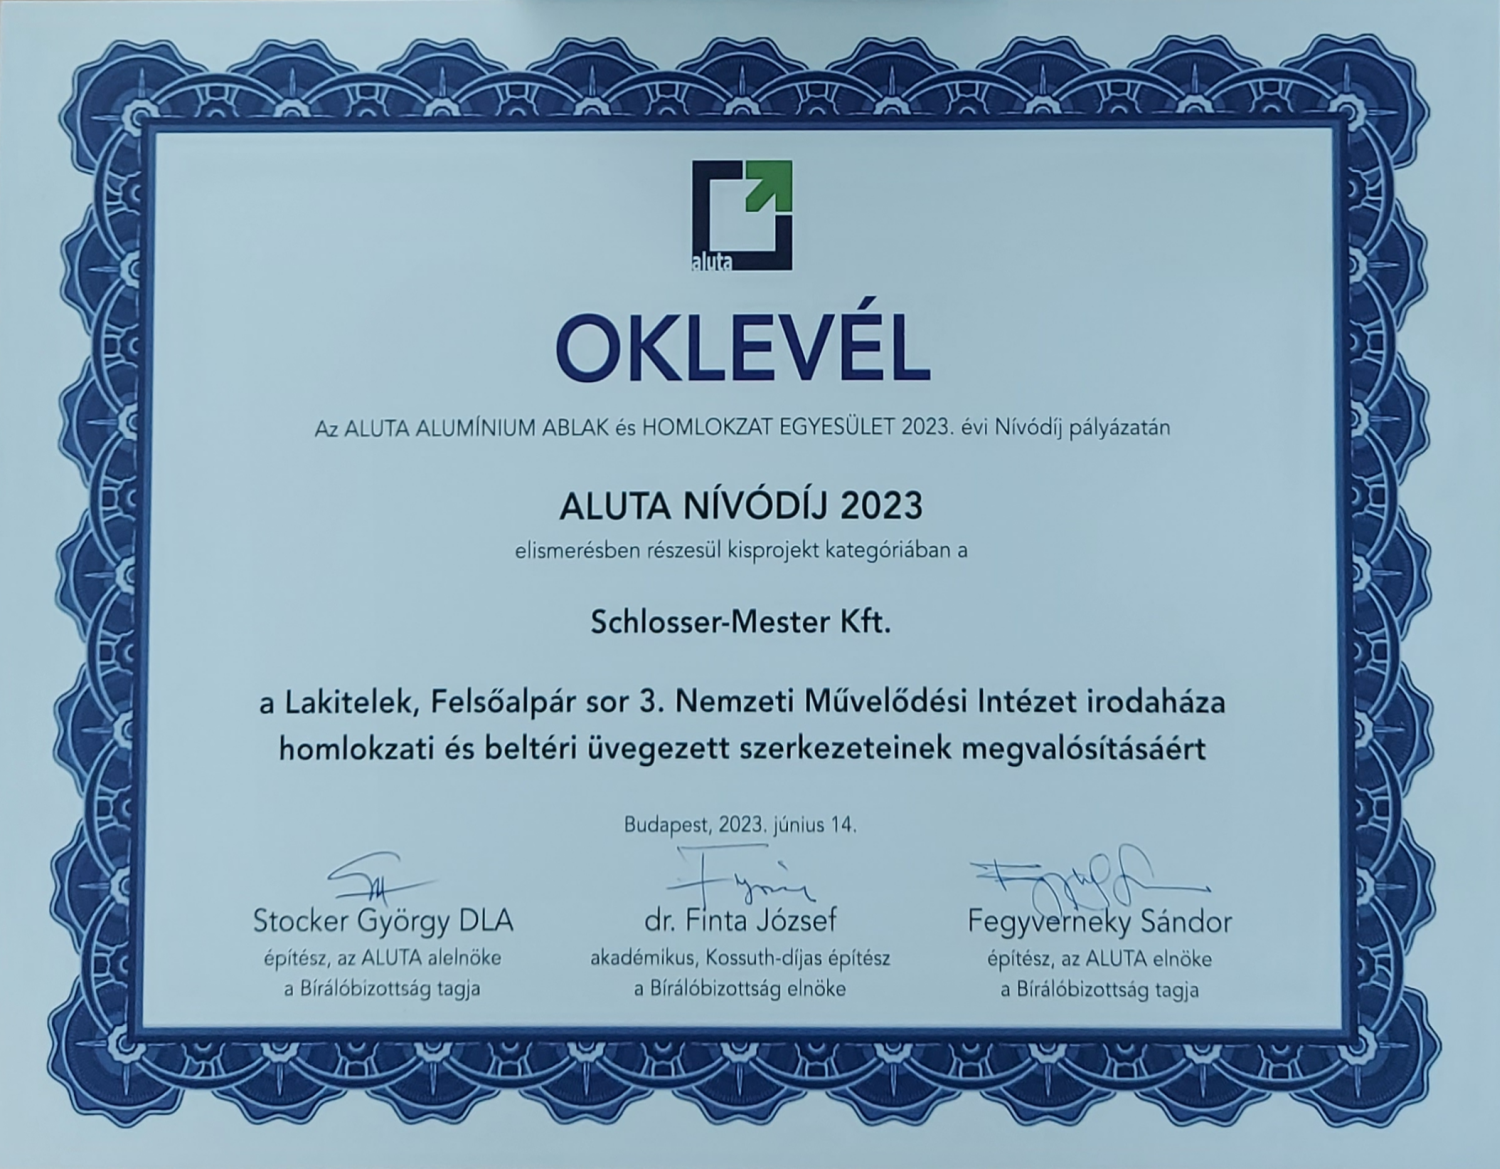 aluta
OKLEVÉL
Az ALUTA ALUMÍNIUM ABLAK és HOMLOKZAT EGYESÜLET 2023. évi Nívódíj pályázatán
ALUTA NÍVÓDÍJ 2023
elismerésben részesül kisprojekt kategóriában a
Schlosser-Mester Kft.
a Lakitelek, Felsőalpár sor 3. Nemzeti Művelődési Intézet irodaháza
homlokzati és beltéri üvegezett szerkezeteinek megvalósításáért
Budapest, 2023. június 14.
Stocker György DLA
építész, az ALUTA alelnöke
a Bírálóbizottság tagja
dr. Finta József
akadémikus, Kossuth-díjas építész
a Bírálóbizottság elnöke
Fegyverneky Sándor
építész, az ALUTA elnöke
a Bírálóbizottság tagja